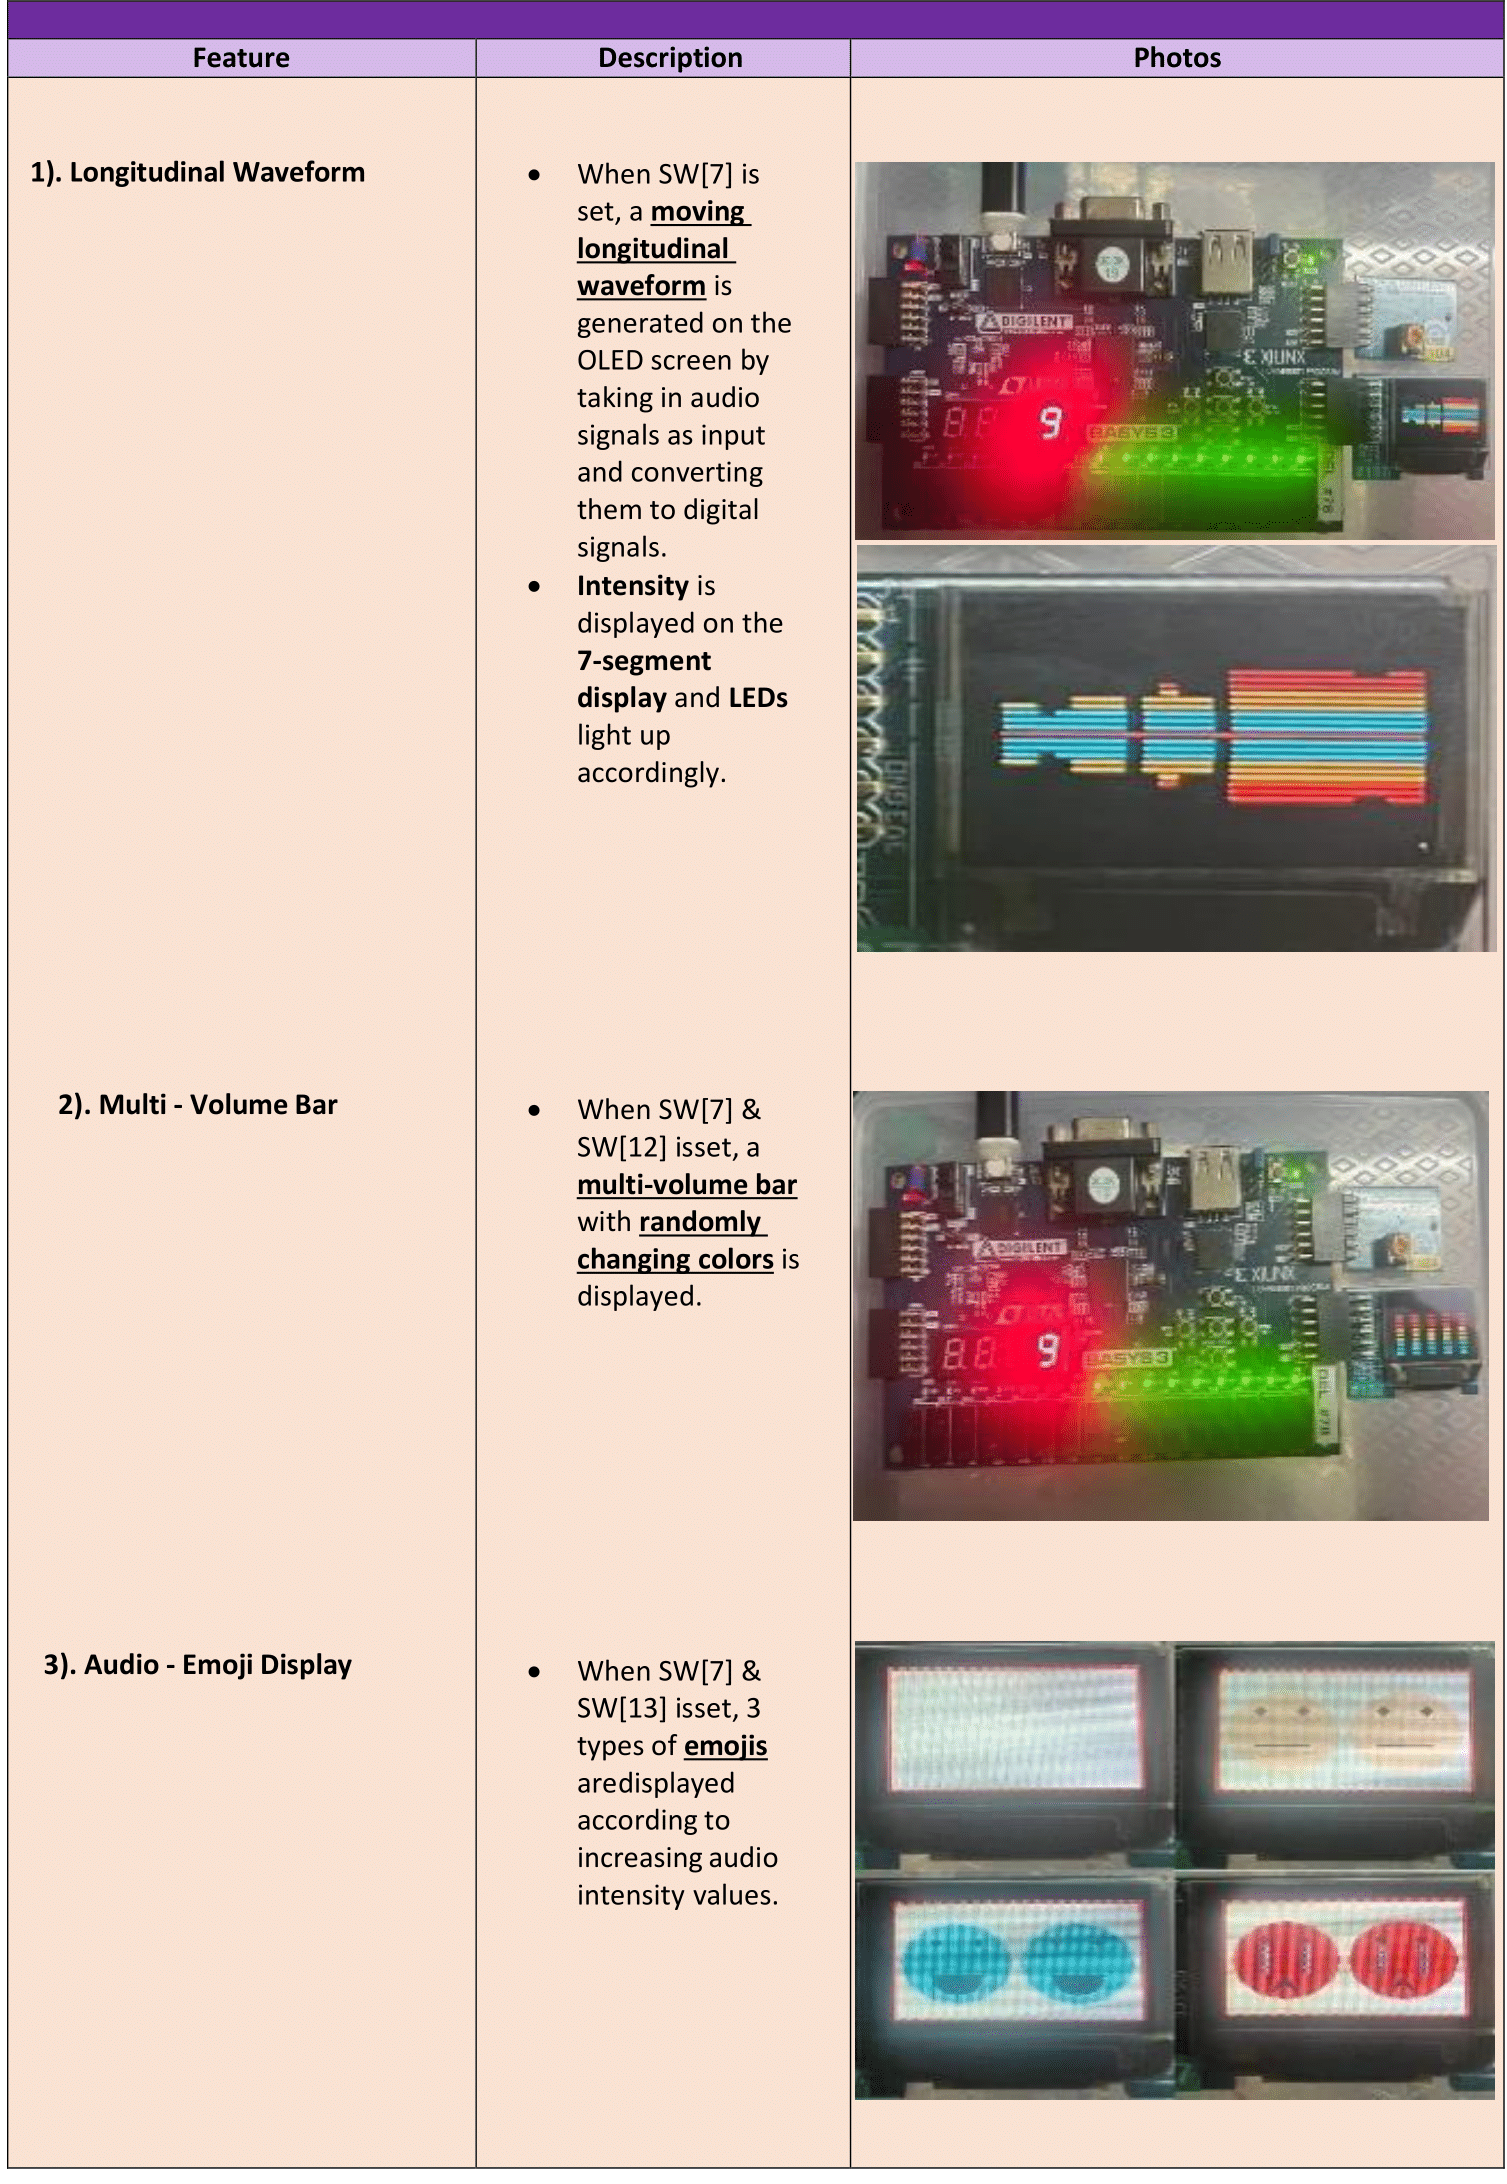 Feature
Description
Photos
1). Longitudinal Waveform
● When SW[7] is
set, a moving
longitudinal
waveform is
generated on the
OLED screen by
taking in audio
signals as input
and converting
them to digital
signals.
● Intensity is
displayed on the
7-segment
display and LEDs
light up
accordingly.
DIGILENT
XILINX
9
BASYS 3
2). Multi - Volume Bar
● When SW[7] &
SW[12] isset, a
multi-volume bar
with randomly
changing colors is
displayed.
DIGILENT
XILINX
9
BASYS 3
3). Audio - Emoji Display
● When SW[7] &
SW[13] isset, 3
types of emojis
aredisplayed
according to
increasing audio
intensity values.